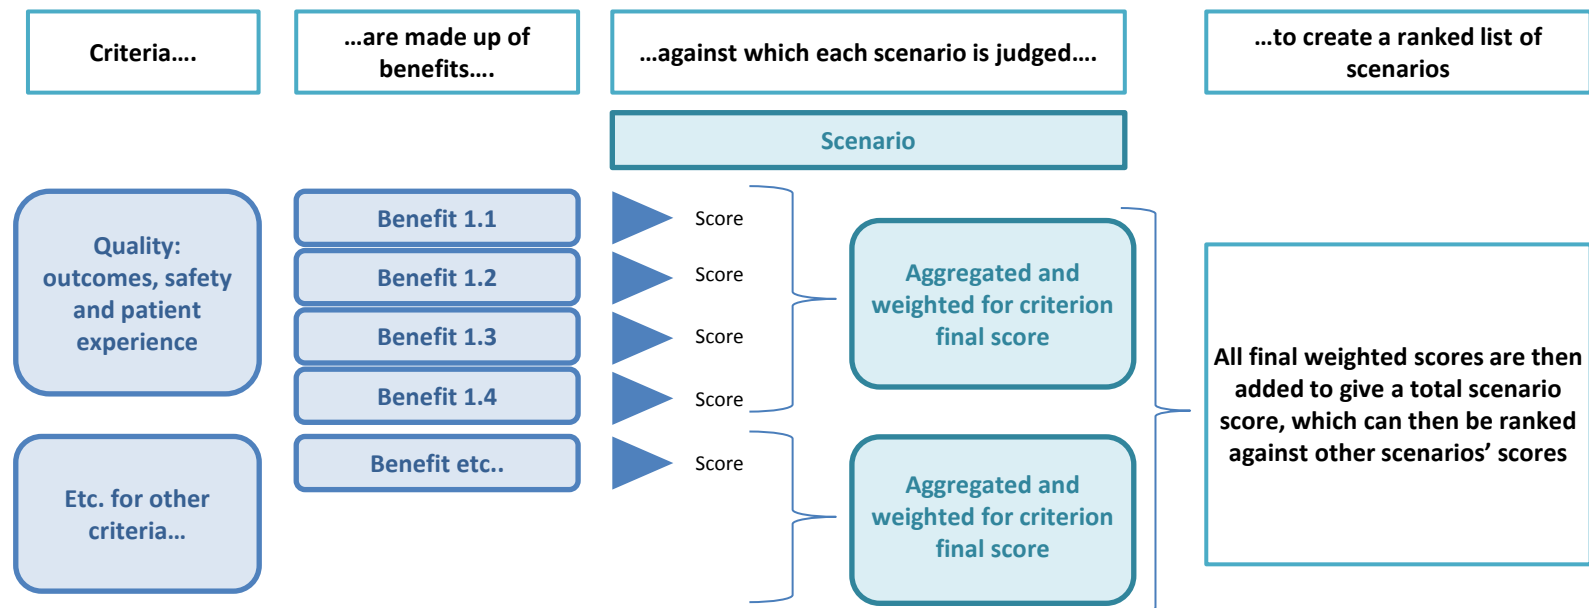 Criteria….
…are made up of
benefits….
…against which each scenario is judged….
…to create a ranked list of
scenarios
Scenario
Quality:
outcomes, safety
and patient
experience
Benefit 1.1
Score
Benefit 1.2
Score
Benefit 1.3
Score
Benefit 1.4
Score
Aggregated and
weighted for criterion
final score
Etc. for other
criteria…
Benefit etc..
Score
Aggregated and
weighted for criterion
final score
All final weighted scores are then
added to give a total scenario
score, which can then be ranked
against other scenarios’ scores